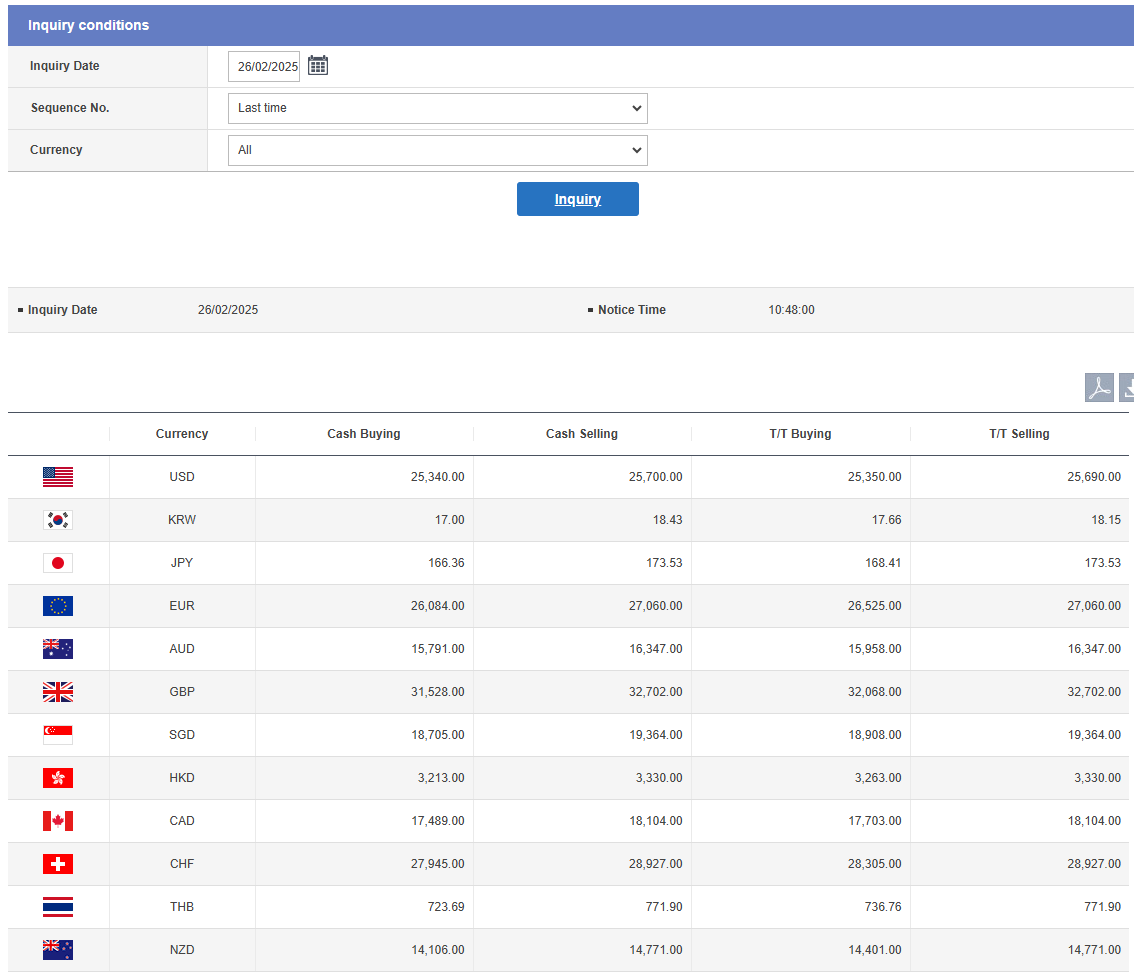 Inquiry conditions
Inquiry Date 26/02/2025
Sequence No. Last time
Currency All
Inquiry
Inquiry Date 26/02/2025 Notice Time 10:48:00
Currency Cash Buying Cash Selling T/T Buying T/T Selling
USD 25,340.00 25,700.00 25,350.00 25,690.00
KRW 17.00 18.43 17.66 18.15
JPY 166.36 173.53 168.41 173.53
EUR 26,084.00 27,060.00 26,525.00 27,060.00
AUD 15,791.00 16,347.00 15,958.00 16,347.00
GBP 31,528.00 32,702.00 32,068.00 32,702.00
SGD 18,705.00 19,364.00 18,908.00 19,364.00
HKD 3,213.00 3,330.00 3,263.00 3,330.00
CAD 17,489.00 18,104.00 17,703.00 18,104.00
CHF 27,945.00 28,927.00 28,305.00 28,927.00
THB 723.69 771.90 736.76 771.90
NZD 14,106.00 14,771.00 14,401.00 14,771.00